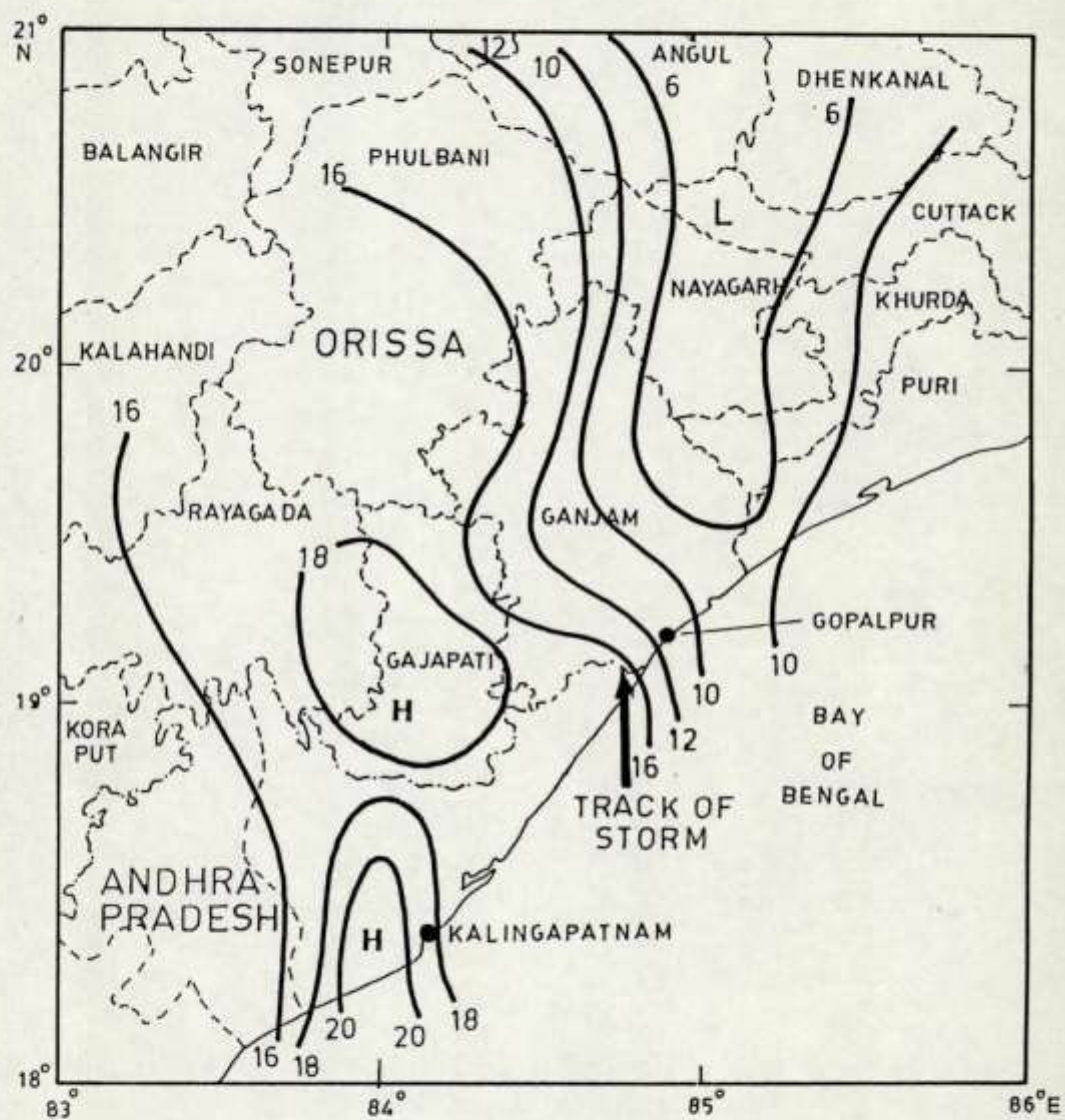 21°
N
SONEPUR
12
10
ANGUL
6
DHENKANAL
6
BALANGIR
PHULBANI
16
L
CUTTACK
NAYAGARH
KHURDA
KALAHANDI
ORISSA
20°
PURI
16
RAYAGADA
GANJAM
18
GOPALPUR
GAJAPATI
10
10
19°
H
KORA
PUT
12
BAY
OF
BENGAL
16
TRACK OF
STORM
ANDHRA
PRADESH
H
KALINGAPATNAM
20
20
18
16
18
18°
83°
84°
85°
86°E